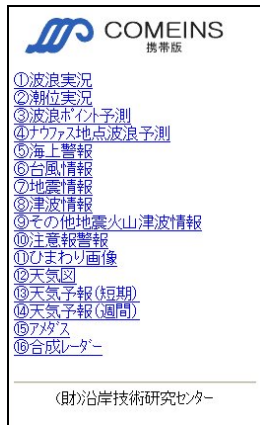 COMEINS
携帯版
①波浪実況
②潮位実況
③波浪ﾎﾟｲﾝﾄ予測
④ﾅｳﾌｧｽ地点波浪予測
⑤海上警報
⑥台風情報
⑦地震情報
⑧津波情報
⑨その他地震火山津波情報
⑩注意報警報
⑪ひまわり画像
⑫天気図
⑬天気予報(短期)
⑭天気予報(週間)
⑮ｱﾒﾀﾞｽ
⑯合成ﾚｰﾀﾞｰ
(財)沿岸技術研究ｾﾝﾀｰ